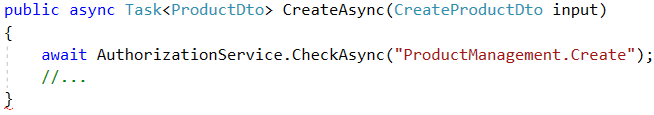 public async Task<ProductDto> CreateAsync(CreateProductDto input)
{
    await AuthorizationService.CheckAsync("ProductManagement.Create");
    //...
}